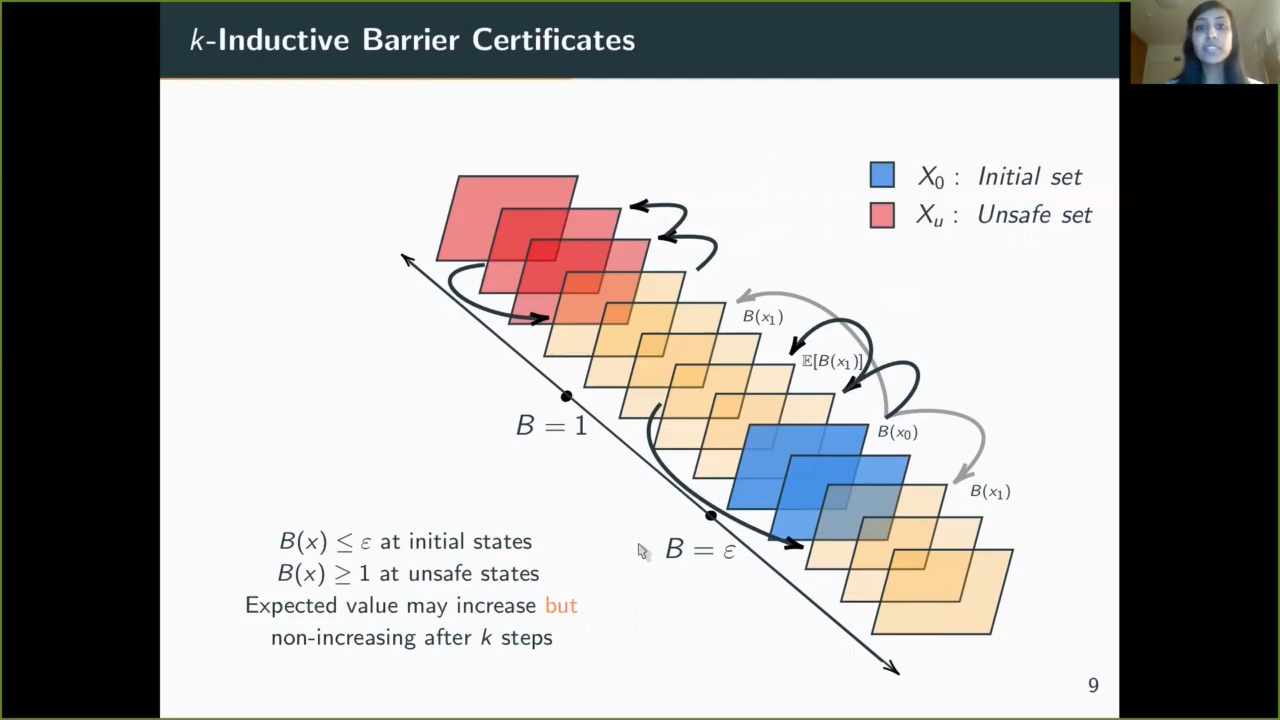 k-Inductive Barrier Certificates
X₀ : Initial set
Xᵤ : Unsafe set
B(x₁)
𝔼[B(x₁)]
B(x₀)
B = 1
B(x₁)
B = ε
B(x) ≤ ε at initial states
B(x) ≥ 1 at unsafe states
Expected value may increase but
non-increasing after k steps
9